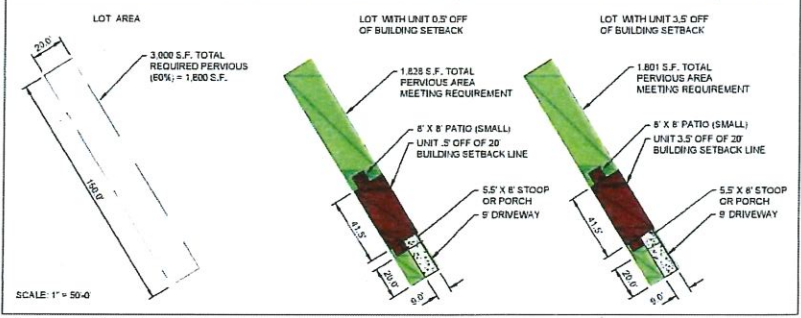 LOT AREA
20.0'
3,000 S.F. TOTAL
REQUIRED PERVIOUS
(60%) = 1,800 S.F.
150.0'
SCALE: 1" = 50'-0
LOT WITH UNIT 0.5' OFF
OF BUILDING SETBACK
1,828 S.F. TOTAL
PERVIOUS AREA
MEETING REQUIREMENT
8' X 8' PATIO (SMALL)
UNIT .5' OFF OF 20'
BUILDING SETBACK LINE
5.5' X 6' STOOP
OR PORCH
9' DRIVEWAY
41.5'
20.0'
9.0'
LOT WITH UNIT 3.5' OFF
OF BUILDING SETBACK
1,801 S.F. TOTAL
PERVIOUS AREA
MEETING REQUIREMENT
8' X 8' PATIO (SMALL)
UNIT 3.5' OFF OF 20'
BUILDING SETBACK LINE
5.5' X 6' STOOP
OR PORCH
9' DRIVEWAY
41.5'
20.0'
9.0'